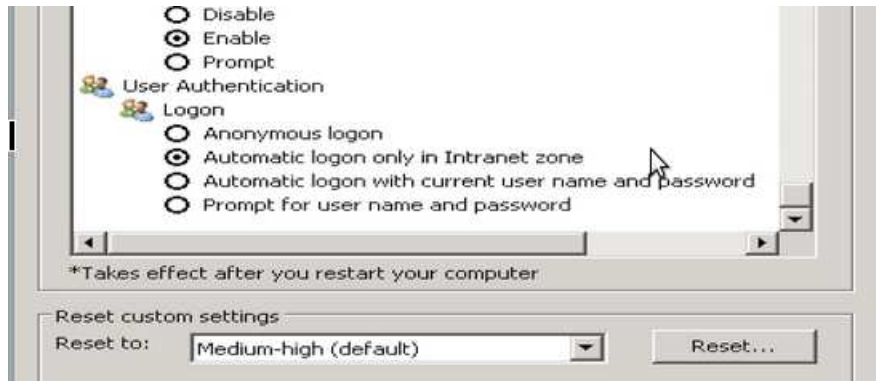 Disable
Enable
Prompt
User Authentication
Logon
Anonymous logon
Automatic logon only in Intranet zone
Automatic logon with current user name and password
Prompt for user name and password
*Takes effect after you restart your computer
Reset custom settings
Reset to: Medium-high (default) Reset...